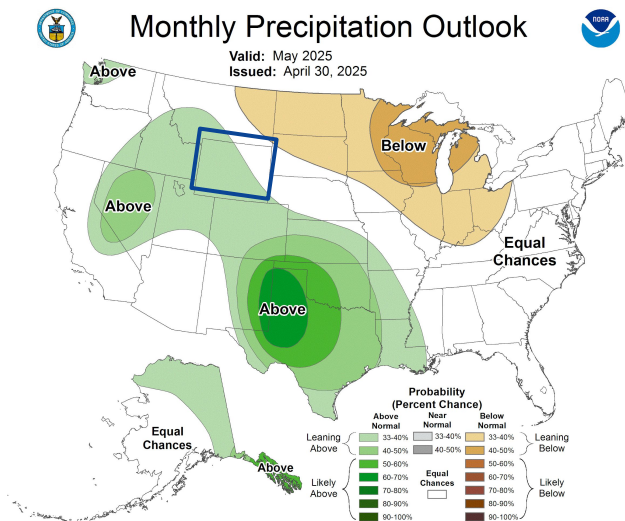 Monthly Precipitation Outlook
NOAA
Valid: May 2025
Issued: April 30, 2025
Above
Below
Above
Equal
Chances
Above
Equal
Chances
Above
Probability
(Percent Chance)
Above
Normal
Near
Normal
Below
Normal
Leaning
Above
33-40%
33-40%
33-40%
Leaning
Below
40-50%
40-50%
40-50%
Likely
Above
50-60%
50-60%
Likely
Below
60-70%
60-70%
70-80%
Equal
Chances
70-80%
80-90%
80-90%
90-100%
90-100%